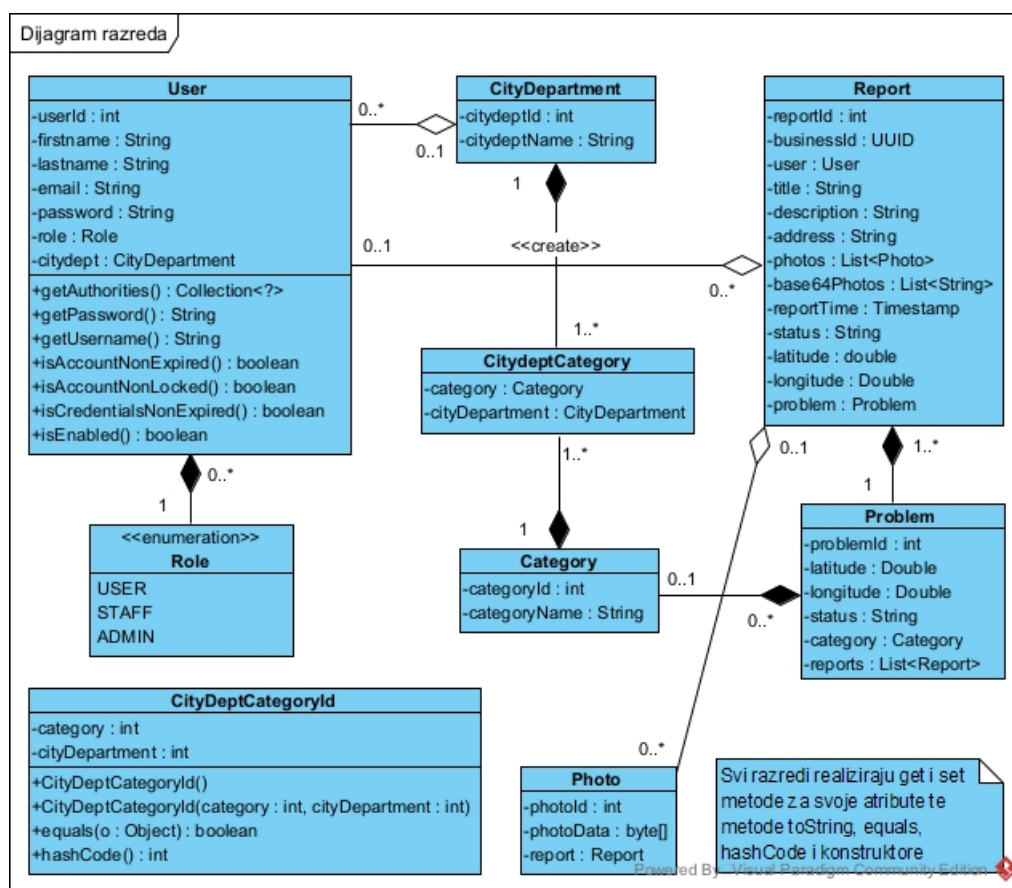 Dijagram razreda
User
-userId : int
-firstname : String
-lastname : String
-email : String
-password : String
-role : Role
-citydept : CityDepartment
+getAuthorities() : Collection<?>
+getPassword() : String
+getUsername() : String
+isAccountNonExpired() : boolean
+isAccountNonLocked() : boolean
+isCredentialsNonExpired() : boolean
+isEnabled() : boolean
0..*
0..1
CityDepartment
-citydeptId : int
-citydeptName : String
1
<<create>>
0..1
0..*
1..*
Report
-reportId : int
-businessId : UUID
-user : User
-title : String
-description : String
-address : String
-photos : List<Photo>
-base64Photos : List<String>
-reportTime : Timestamp
-status : String
-latitude : double
-longitude : Double
-problem : Problem
CitydeptCategory
-category : Category
-cityDepartment : CityDepartment
0..*
1
<<enumeration>>
Role
USER
STAFF
ADMIN
1..*
1
Category
-categoryId : int
-categoryName : String
0..1
0..*
0..1
1..*
1
Problem
-problemId : int
-latitude : Double
-longitude : Double
-status : String
-category : Category
-reports : List<Report>
CityDeptCategoryId
-category : int
-cityDepartment : int
+CityDeptCategoryId()
+CityDeptCategoryId(category : int, cityDepartment : int)
+equals(o : Object) : boolean
+hashCode() : int
0..*
Photo
-photoId : int
-photoData : byte[]
-report : Report
Svi razredi realiziraju get i set
metode za svoje atribute te
metode toString, equals,
hashCode i konstruktore
Powered By Visual Paradigm Community Edition